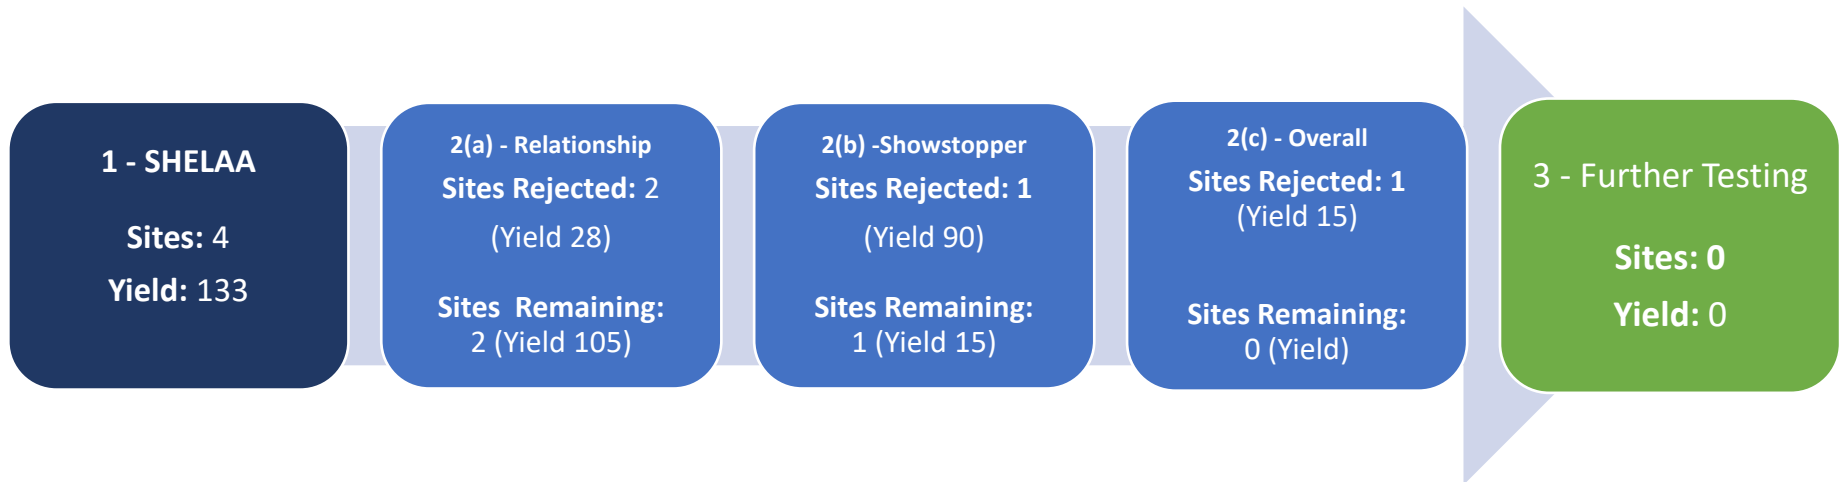 1 - SHELAA
Sites: 4
Yield: 133
2(a) - Relationship
Sites Rejected: 2
(Yield 28)
Sites  Remaining:
2 (Yield 105)
2(b) -Showstopper
Sites Rejected: 1
(Yield 90)
Sites Remaining:
1 (Yield 15)
2(c) - Overall
Sites Rejected: 1
(Yield 15)
Sites Remaining:
0 (Yield)
3 - Further Testing
Sites: 0
Yield: 0